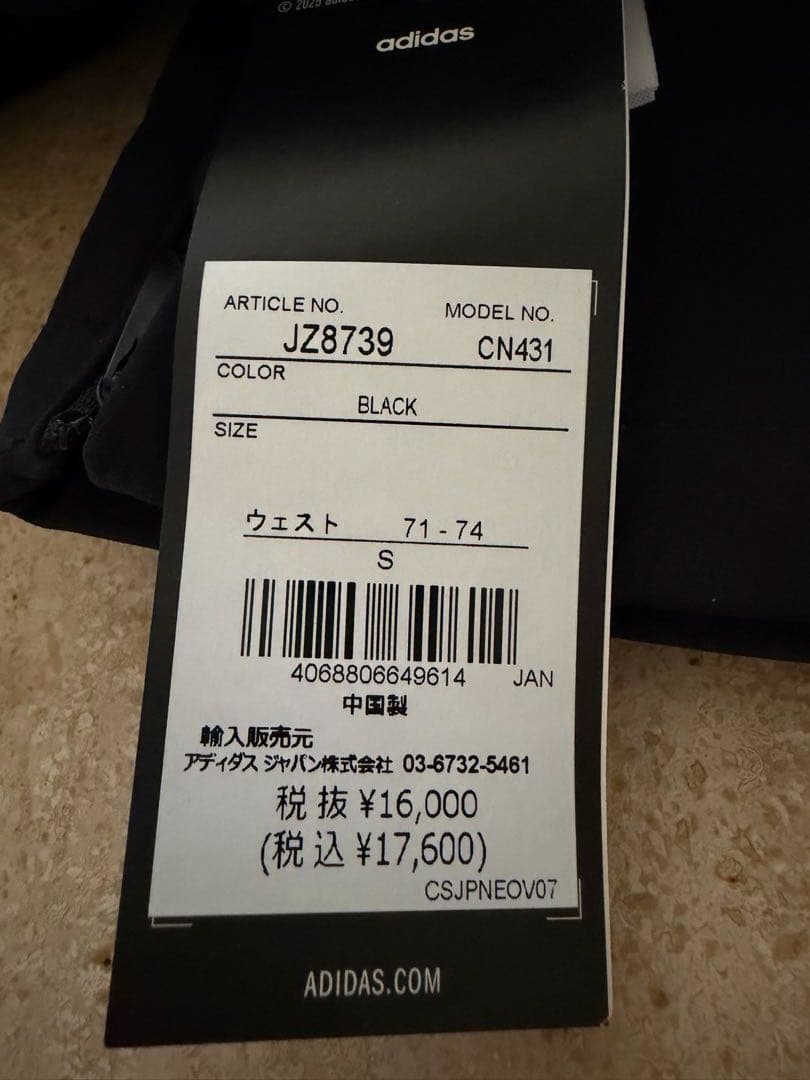 © 2025
adidas
ARTICLE NO. MODEL NO.
JZ8739 CN431
COLOR
BLACK
SIZE
ウェスト 71 - 74
S
4068806649614 JAN
中国製
輸入販売元
アディダス ジャパン株式会社 03-6732-5461
税抜 ¥16,000
(税込 ¥17,600)
CSJPNEOV07
ADIDAS.COM